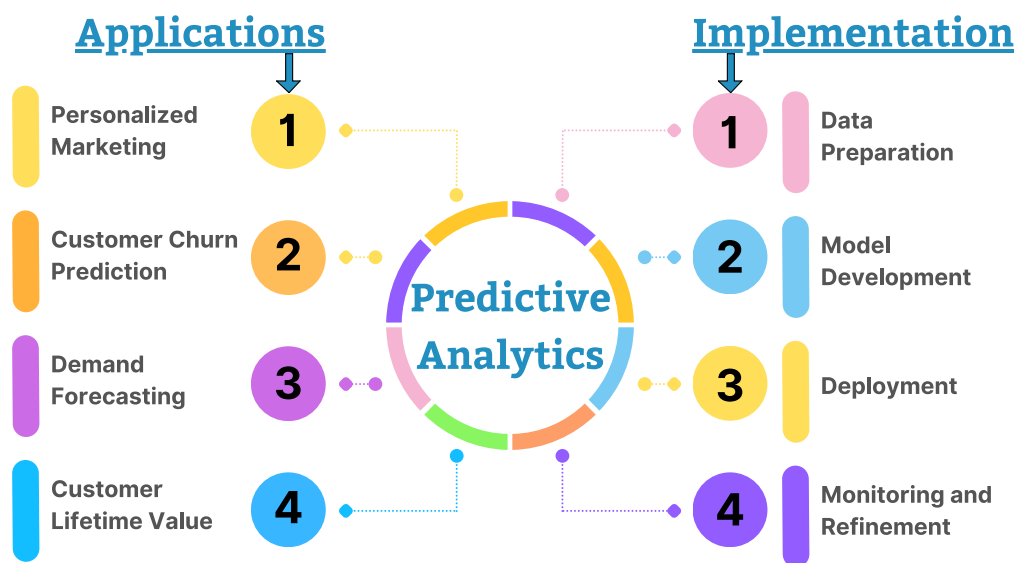 Applications
1
Personalized
Marketing
2
Customer Churn
Prediction
3
Demand
Forecasting
4
Customer
Lifetime Value
Predictive
Analytics
Implementation
1
Data
Preparation
2
Model
Development
3
Deployment
4
Monitoring and
Refinement